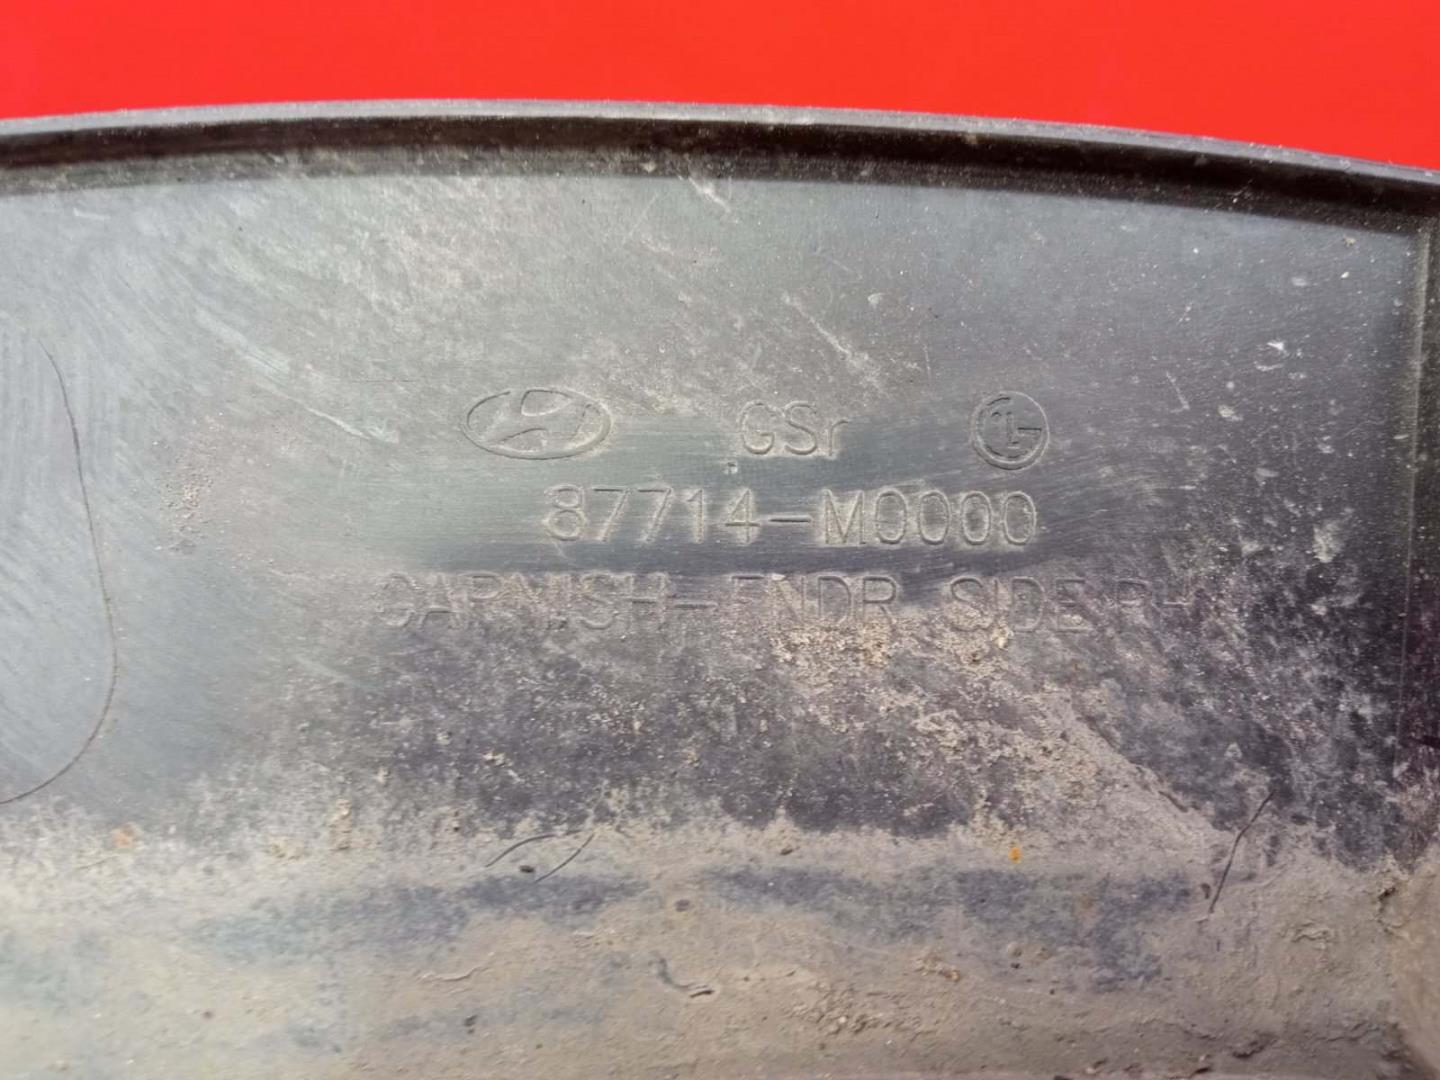 GSr
87714-M0000
GARNISH-FNDR SIDE RH